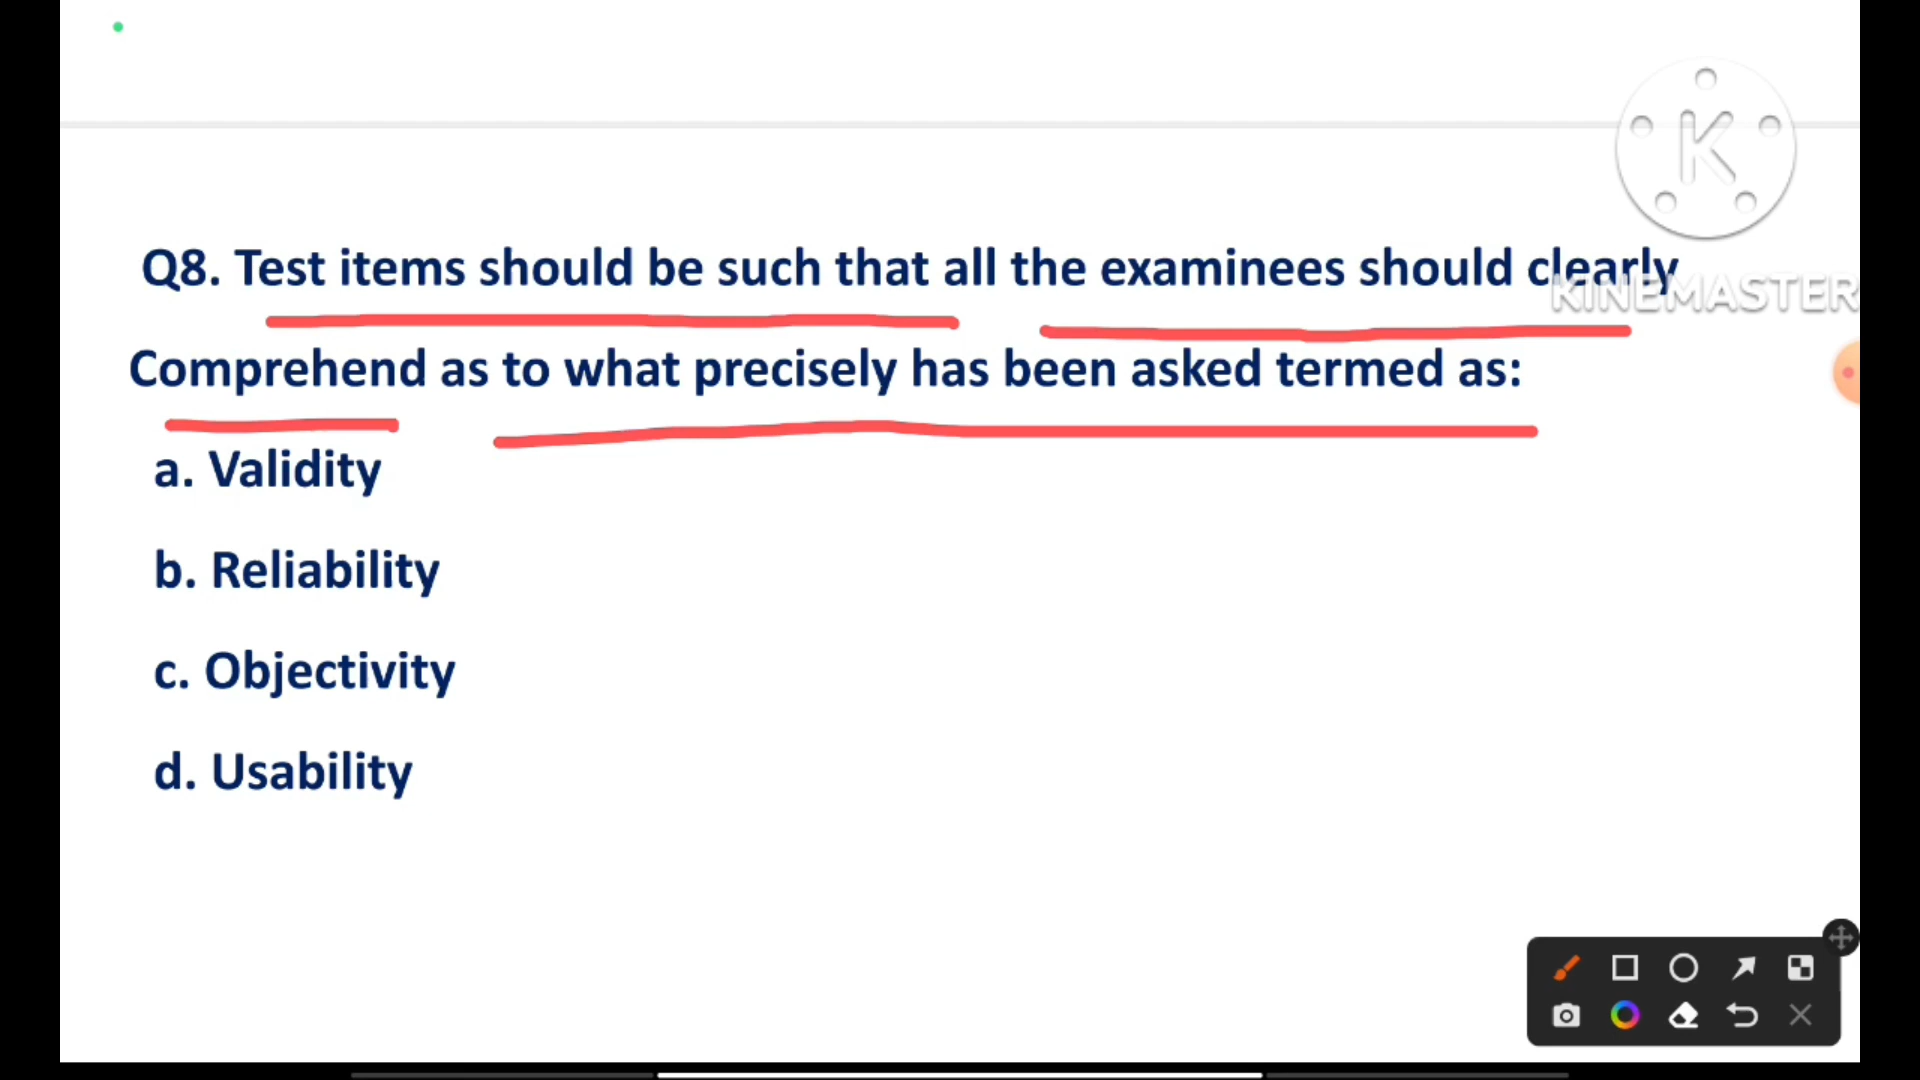 K
KINEMASTER
Q8. Test items should be such that all the examinees should clearly
Comprehend as to what precisely has been asked termed as:
a. Validity
b. Reliability
c. Objectivity
d. Usability